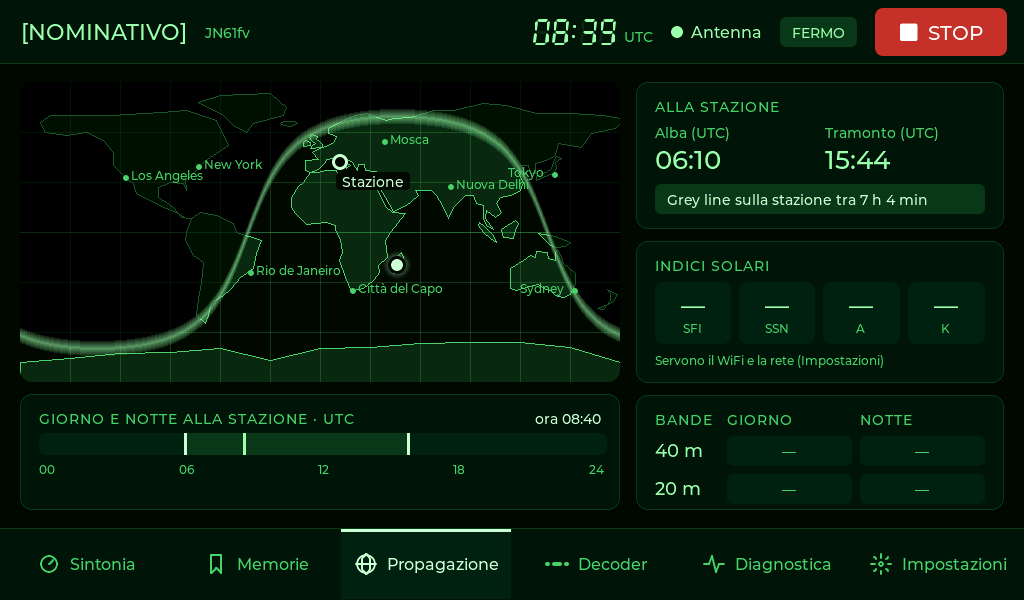 [NOMINATIVO] JN61fv 08:39 UTC Antenna FERMO STOP
Mosca
New York
Los Angeles
Stazione
Tokyo
Nuova Delhi
Rio de Janeiro
Città del Capo
Sydney
GIORNO E NOTTE ALLA STAZIONE · UTC ora 08:40
00 06 12 18 24
ALLA STAZIONE
Alba (UTC) Tramonto (UTC)
06:10 15:44
Grey line sulla stazione tra 7 h 4 min
INDICI SOLARI
— — — —
SFI SSN A K
Servono il WiFi e la rete (Impostazioni)
BANDE GIORNO NOTTE
40 m — —
20 m — —
Sintonia Memorie Propagazione Decoder Diagnostica Impostazioni